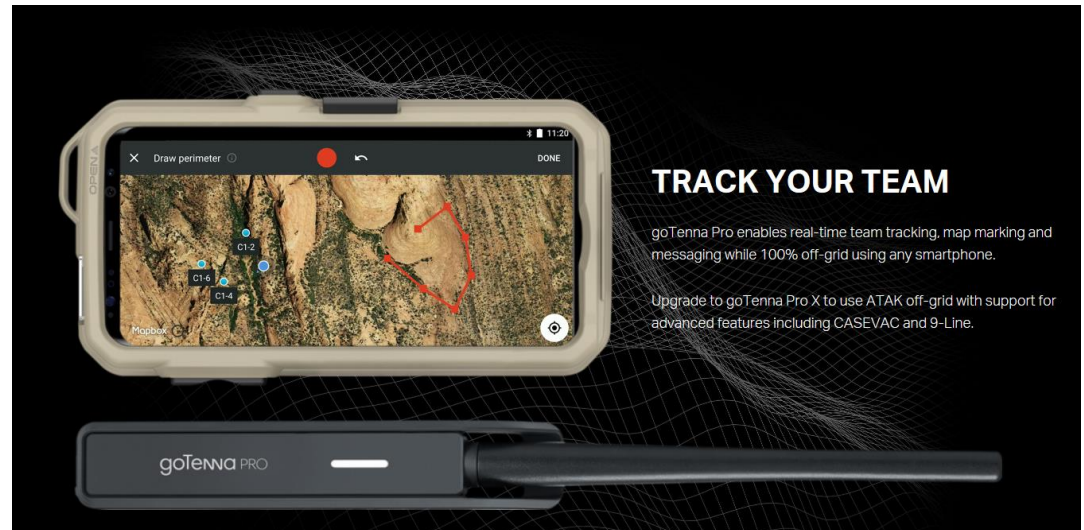 OPEN
11:20
Draw perimeter
DONE
C1-2
C1-6
C1-4
Mapbox
TRACK YOUR TEAM
goTenna Pro enables real-time team tracking, map marking and
messaging while 100% off-grid using any smartphone.
Upgrade to goTenna Pro X to use ATAK off-grid with support for
advanced features including CASEVAC and 9-Line.
goTenna PRO